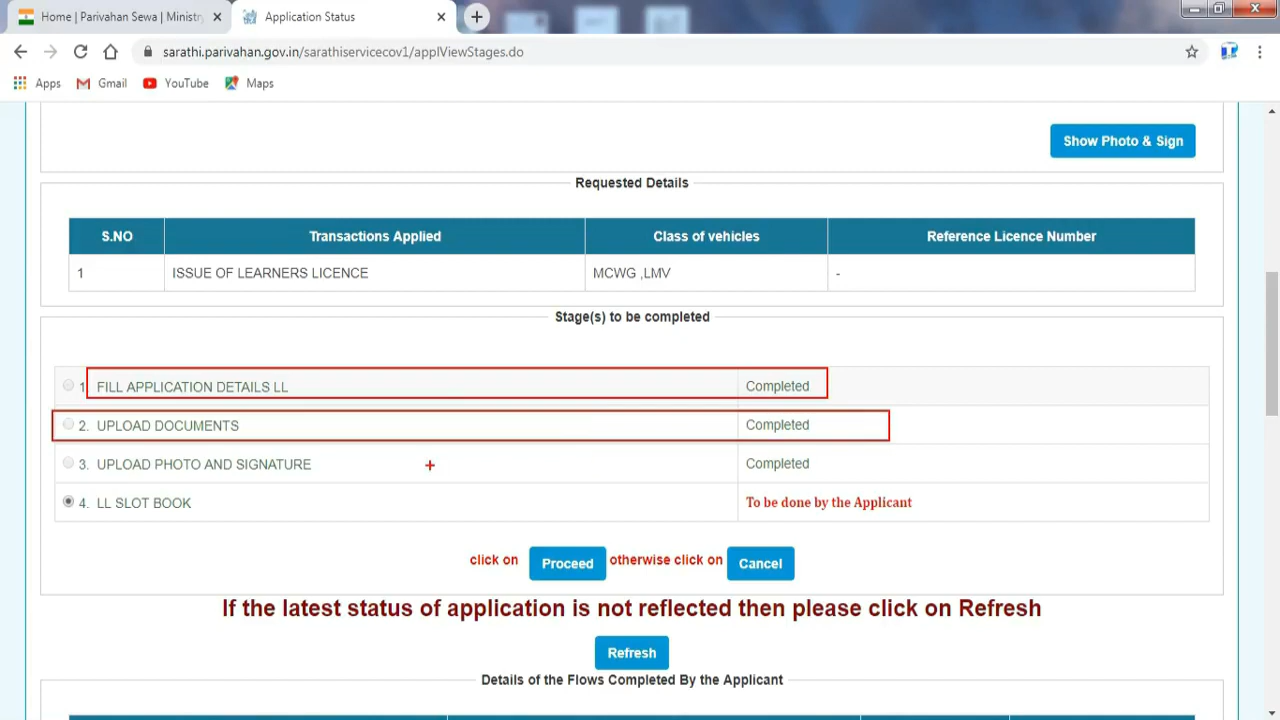 Home | Parivahan Sewa | Ministry
Application Status
sarathi.parivahan.gov.in/sarathiservicecov1/applViewStages.do
Apps Gmail YouTube Maps
Show Photo & Sign
Requested Details
S.NO Transactions Applied Class of vehicles Reference Licence Number
1 ISSUE OF LEARNERS LICENCE MCWG ,LMV -
Stage(s) to be completed
1 FILL APPLICATION DETAILS LL Completed
2. UPLOAD DOCUMENTS Completed
3. UPLOAD PHOTO AND SIGNATURE Completed
4. LL SLOT BOOK To be done by the Applicant
click on Proceed otherwise click on Cancel
If the latest status of application is not reflected then please click on Refresh
Refresh
Details of the Flows Completed By the Applicant